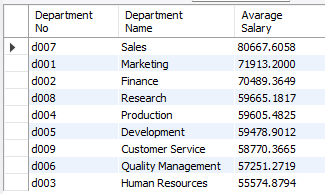 Department No Department Name Avarage Salary
d007 Sales 80667.6058
d001 Marketing 71913.2000
d002 Finance 70489.3649
d008 Research 59665.1817
d004 Production 59605.4825
d005 Development 59478.9012
d009 Customer Service 58770.3665
d006 Quality Management 57251.2719
d003 Human Resources 55574.8794